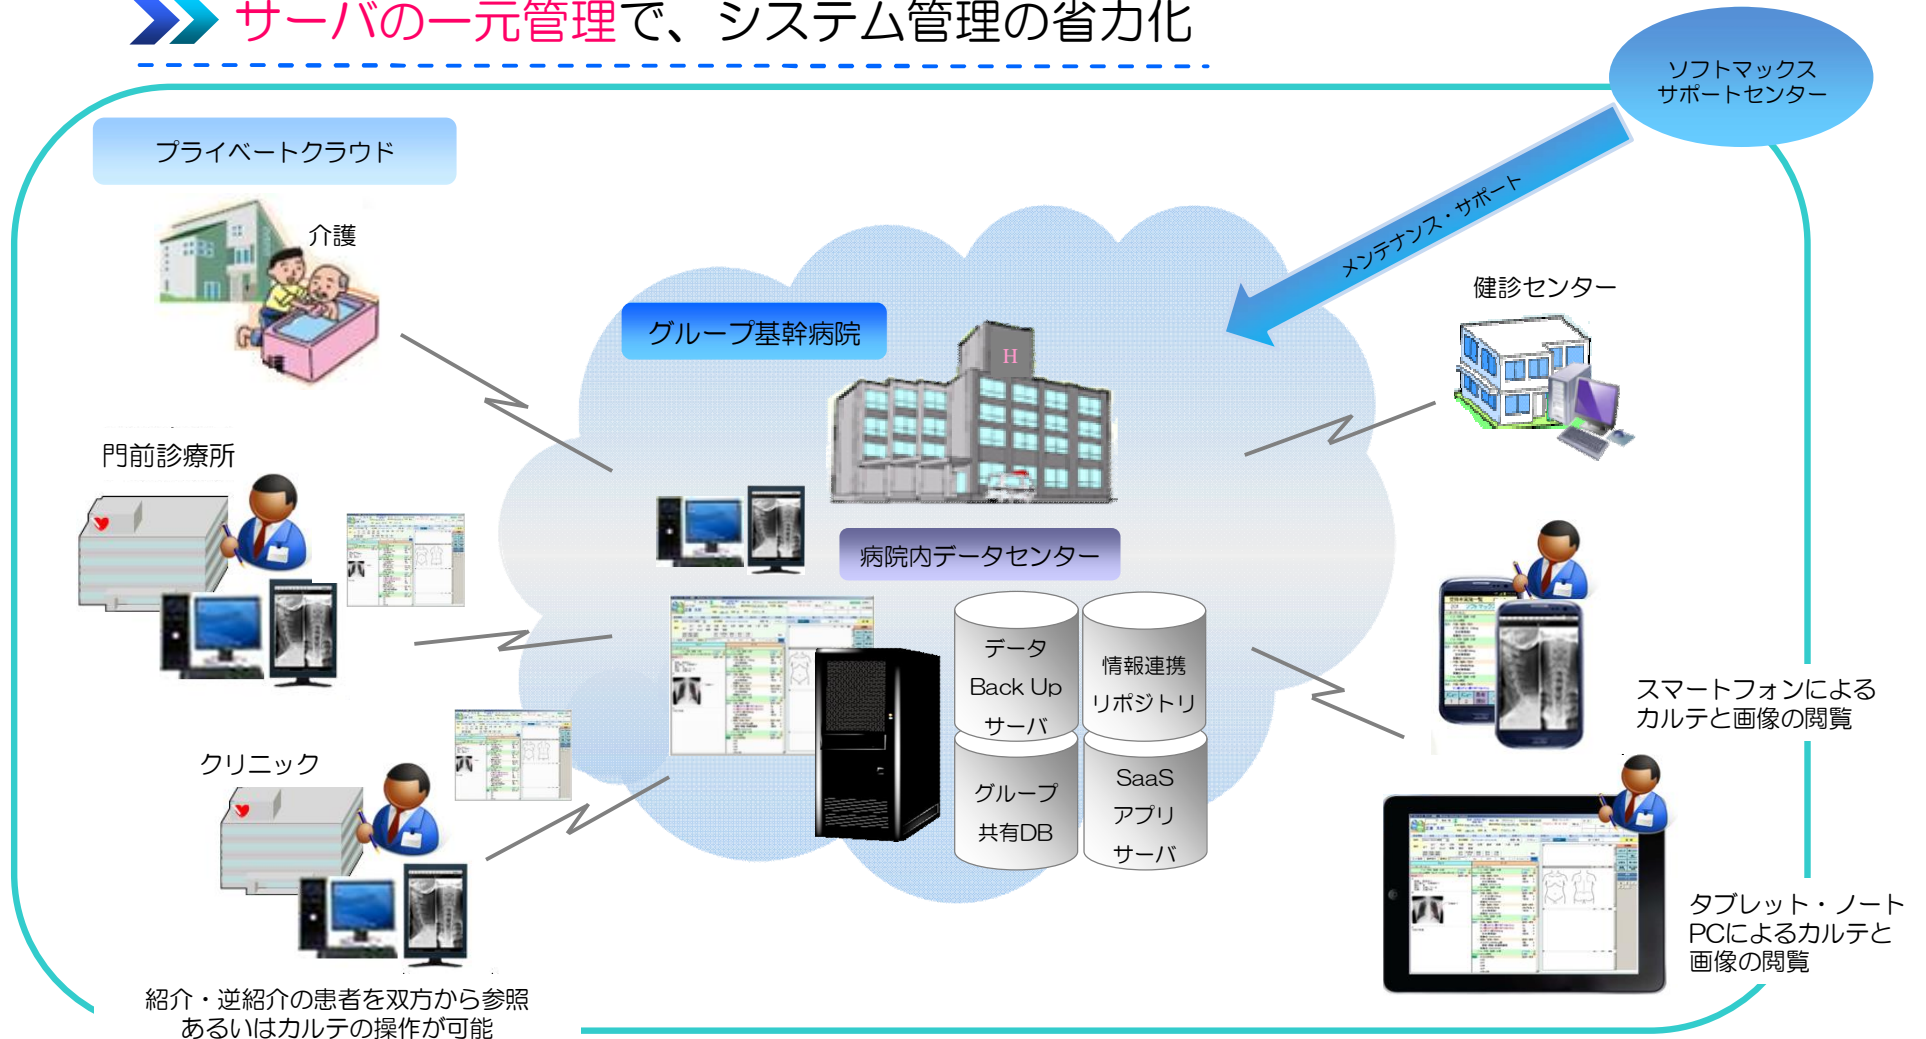 サーバの一元管理で、システム管理の省力化
ソフトマックス
サポートセンター
プライベートクラウド
メンテナンス・サポート
介護
健診センター
グループ基幹病院
H
門前診療所
病院内データセンター
データ
Back Up
サーバ
情報連携
リポジトリ
スマートフォンによる
カルテと画像の閲覧
クリニック
グループ
共有DB
SaaS
アプリ
サーバ
タブレット・ノート
PCによるカルテと
画像の閲覧
紹介・逆紹介の患者を双方から参照
あるいはカルテの操作が可能